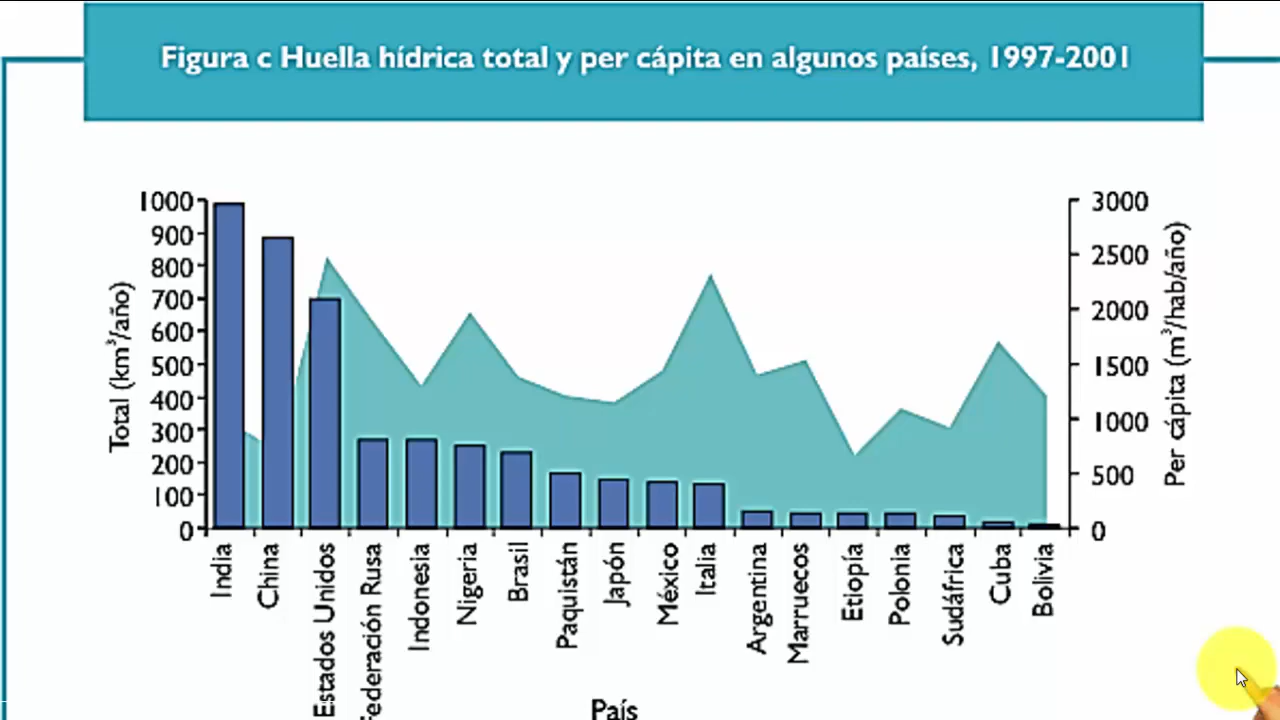 Figura c Huella hídrica total y per cápita en algunos países, 1997-2001
1000
900
800
700
600
500
400
300
200
100
0
Total (km³/año)
3000
2500
2000
1500
1000
500
0
Per cápita (m³/hab/año)
India
China
Estados Unidos
Federación Rusa
Indonesia
Nigeria
Brasil
Paquistán
Japón
México
Italia
Argentina
Marruecos
Etiopía
Polonia
Sudáfrica
Cuba
Bolivia
País